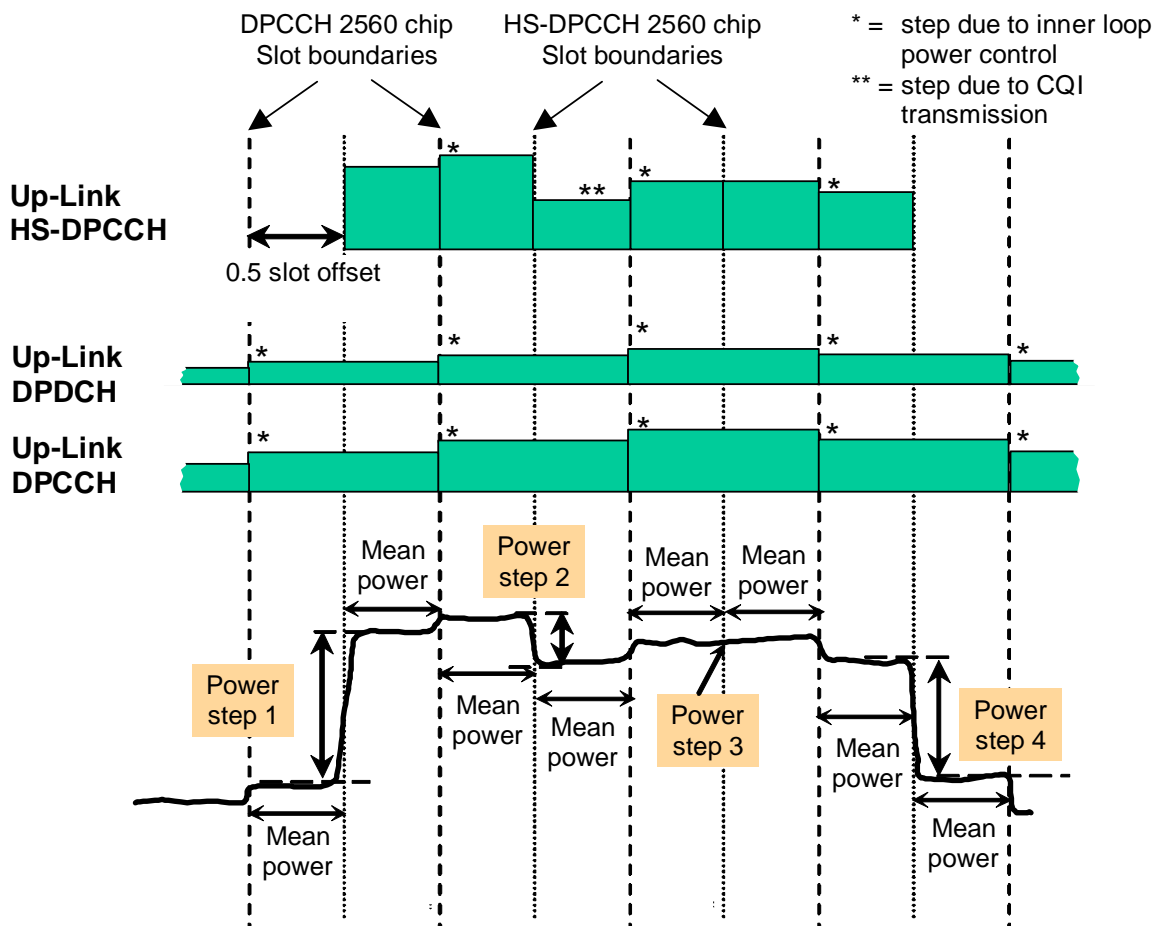 DPCCH 2560 chip
Slot boundaries
HS-DPCCH 2560 chip
Slot boundaries
* = step due to inner loop
power control
** = step due to CQI
transmission
Up-Link
HS-DPCCH
*
**
*
*
0.5 slot offset
Up-Link
DPDCH
*
*
*
*
*
Up-Link
DPCCH
*
*
*
*
*
Mean
power
Power
step 2
Mean
power
Mean
power
Power
step 1
Mean
power
Mean
power
Power
step 3
Mean
power
Power
step 4
Mean
power
Mean
power